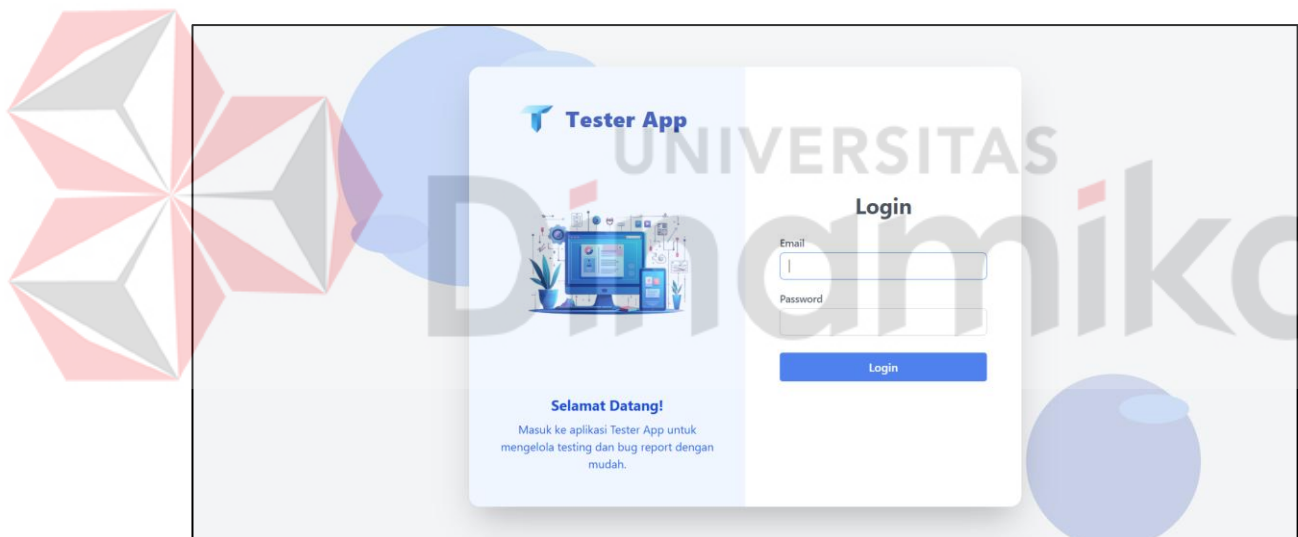 Tester App
UNIVERSITAS
Dinamika
Login
Email
Password
Login
Selamat Datang!
Masuk ke aplikasi Tester App untuk
mengelola testing dan bug report dengan
mudah.